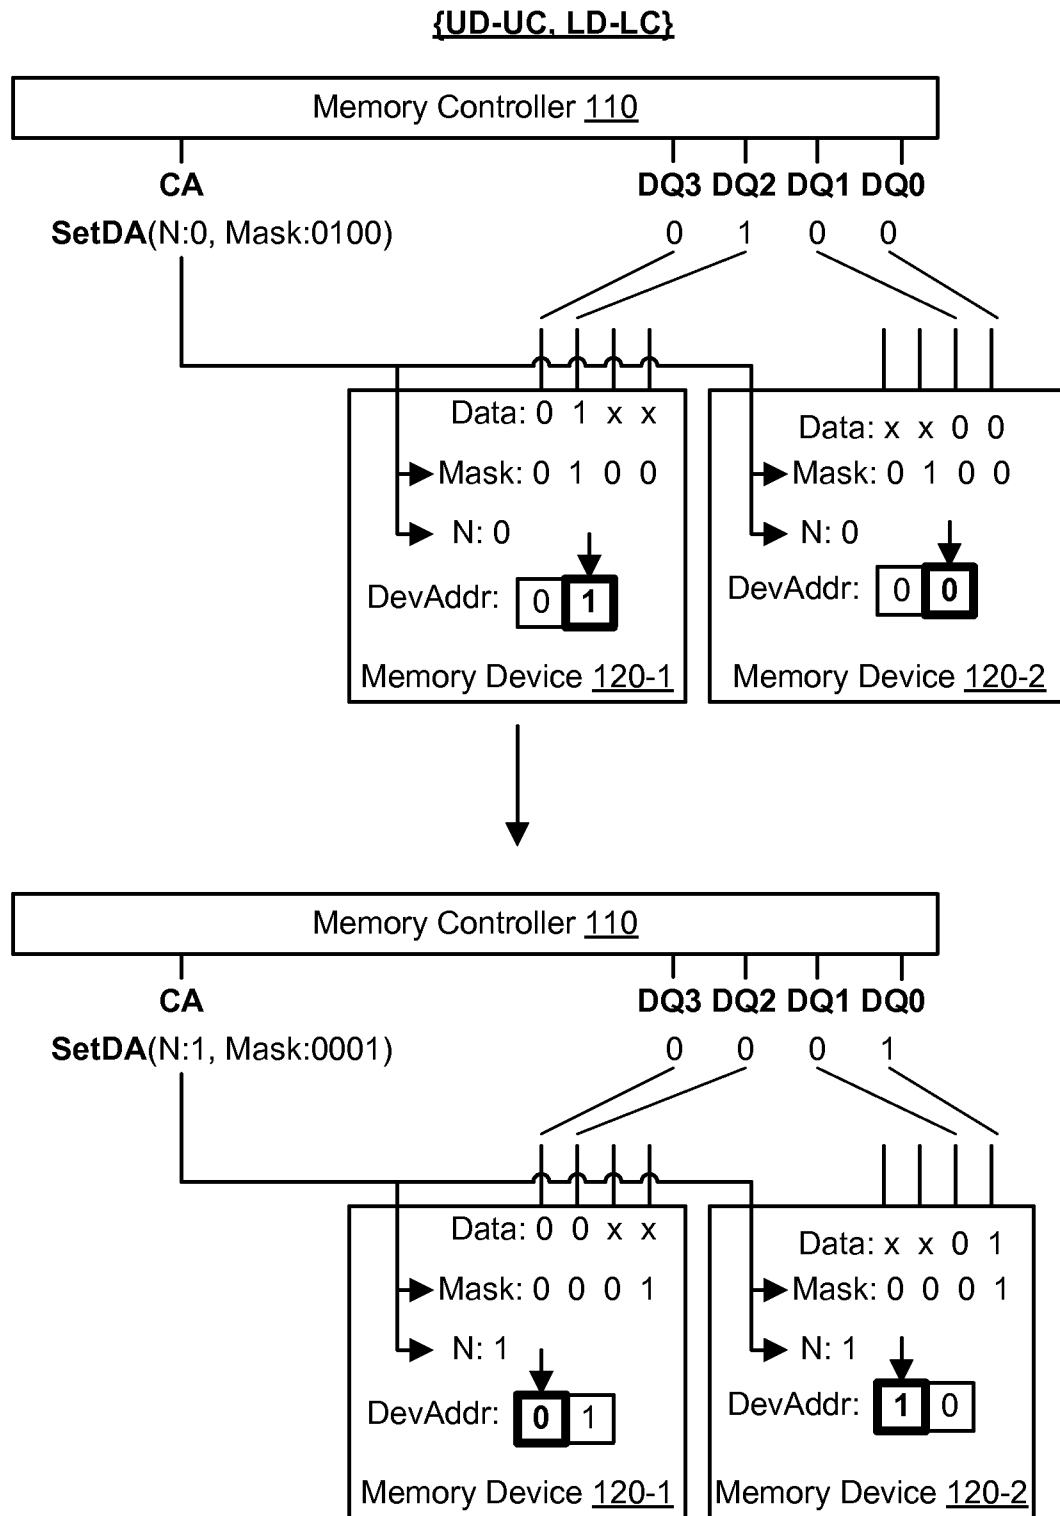 {UD-UC, LD-LC}
Memory Controller 110
CA DQ3 DQ2 DQ1 DQ0
SetDA(N:0, Mask:0100) 0 1 0 0
Data: 0 1 x x Data: x x 0 0
Mask: 0 1 0 0 Mask: 0 1 0 0
N: 0 N: 0
DevAddr: 0 1 DevAddr: 0 0
Memory Device 120-1 Memory Device 120-2
Memory Controller 110
CA DQ3 DQ2 DQ1 DQ0
SetDA(N:1, Mask:0001) 0 0 0 1
Data: 0 0 x x Data: x x 0 1
Mask: 0 0 0 1 Mask: 0 0 0 1
N: 1 N: 1
DevAddr: 0 1 DevAddr: 1 0
Memory Device 120-1 Memory Device 120-2